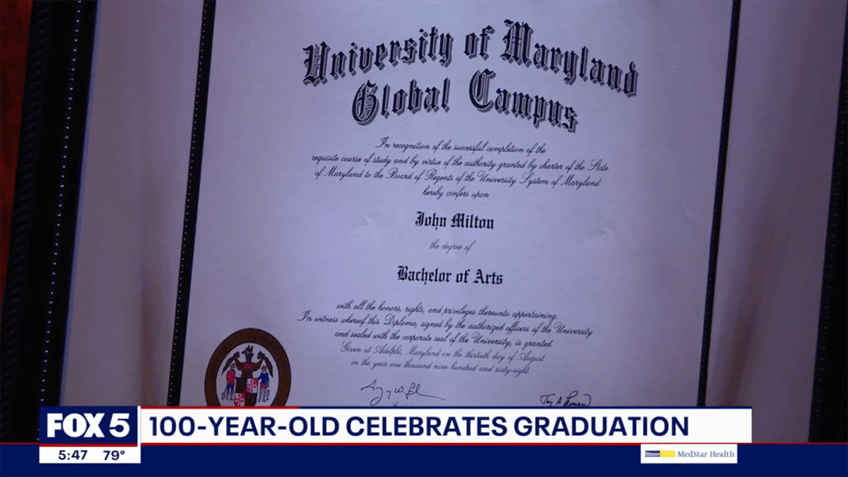 University of Maryland
Global Campus
In recognition of the successful completion of the
requisite course of study and by virtue of the authority granted by charter of the State
of Maryland to the Board of Regents of the University System of Maryland
hereby confers upon
John Milton
the degree of
Bachelor of Arts
with all the honors, rights, and privileges thereunto appertaining.
In witness whereof this Diploma, signed by the authorized officers of the University
and sealed with the corporate seal of the University, is granted
Given at Adelphi, Maryland on the thirtieth day of August
in the year one thousand nine hundred and sixty-eight.
FOX 5
100-YEAR-OLD CELEBRATES GRADUATION
5:47 79°
MedStar Health